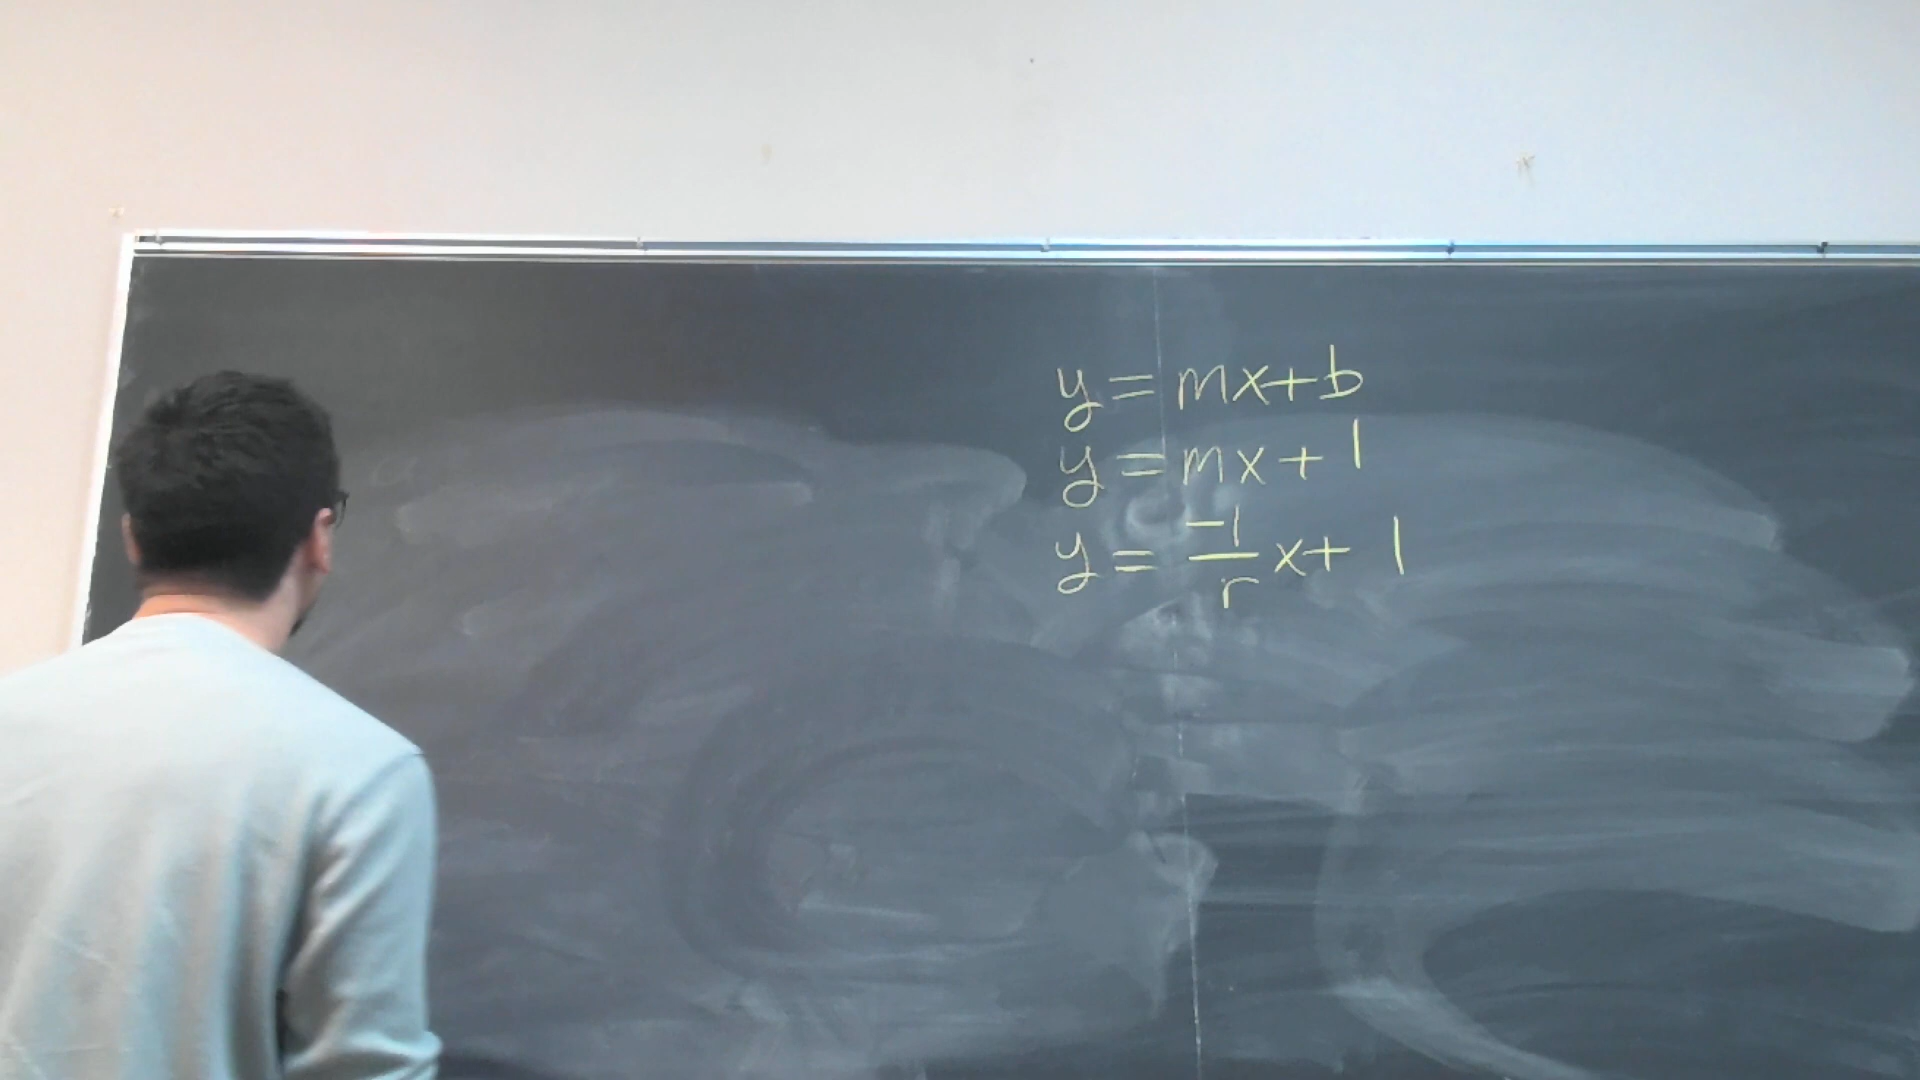 y = mx+b
y = mx + 1
y = -1/r x + 1